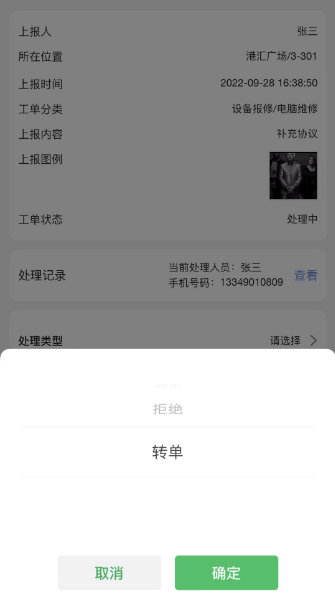 上报人 张三
所在位置 港汇广场/3-301
上报时间 2022-09-28 16:38:50
工单分类 设备报修/电脑维修
上报内容 补充协议
上报图例
工单状态 处理中
处理记录 当前处理人员：张三 查看
手机号码：13349010809
处理类型 请选择
拒绝
转单
取消 确定